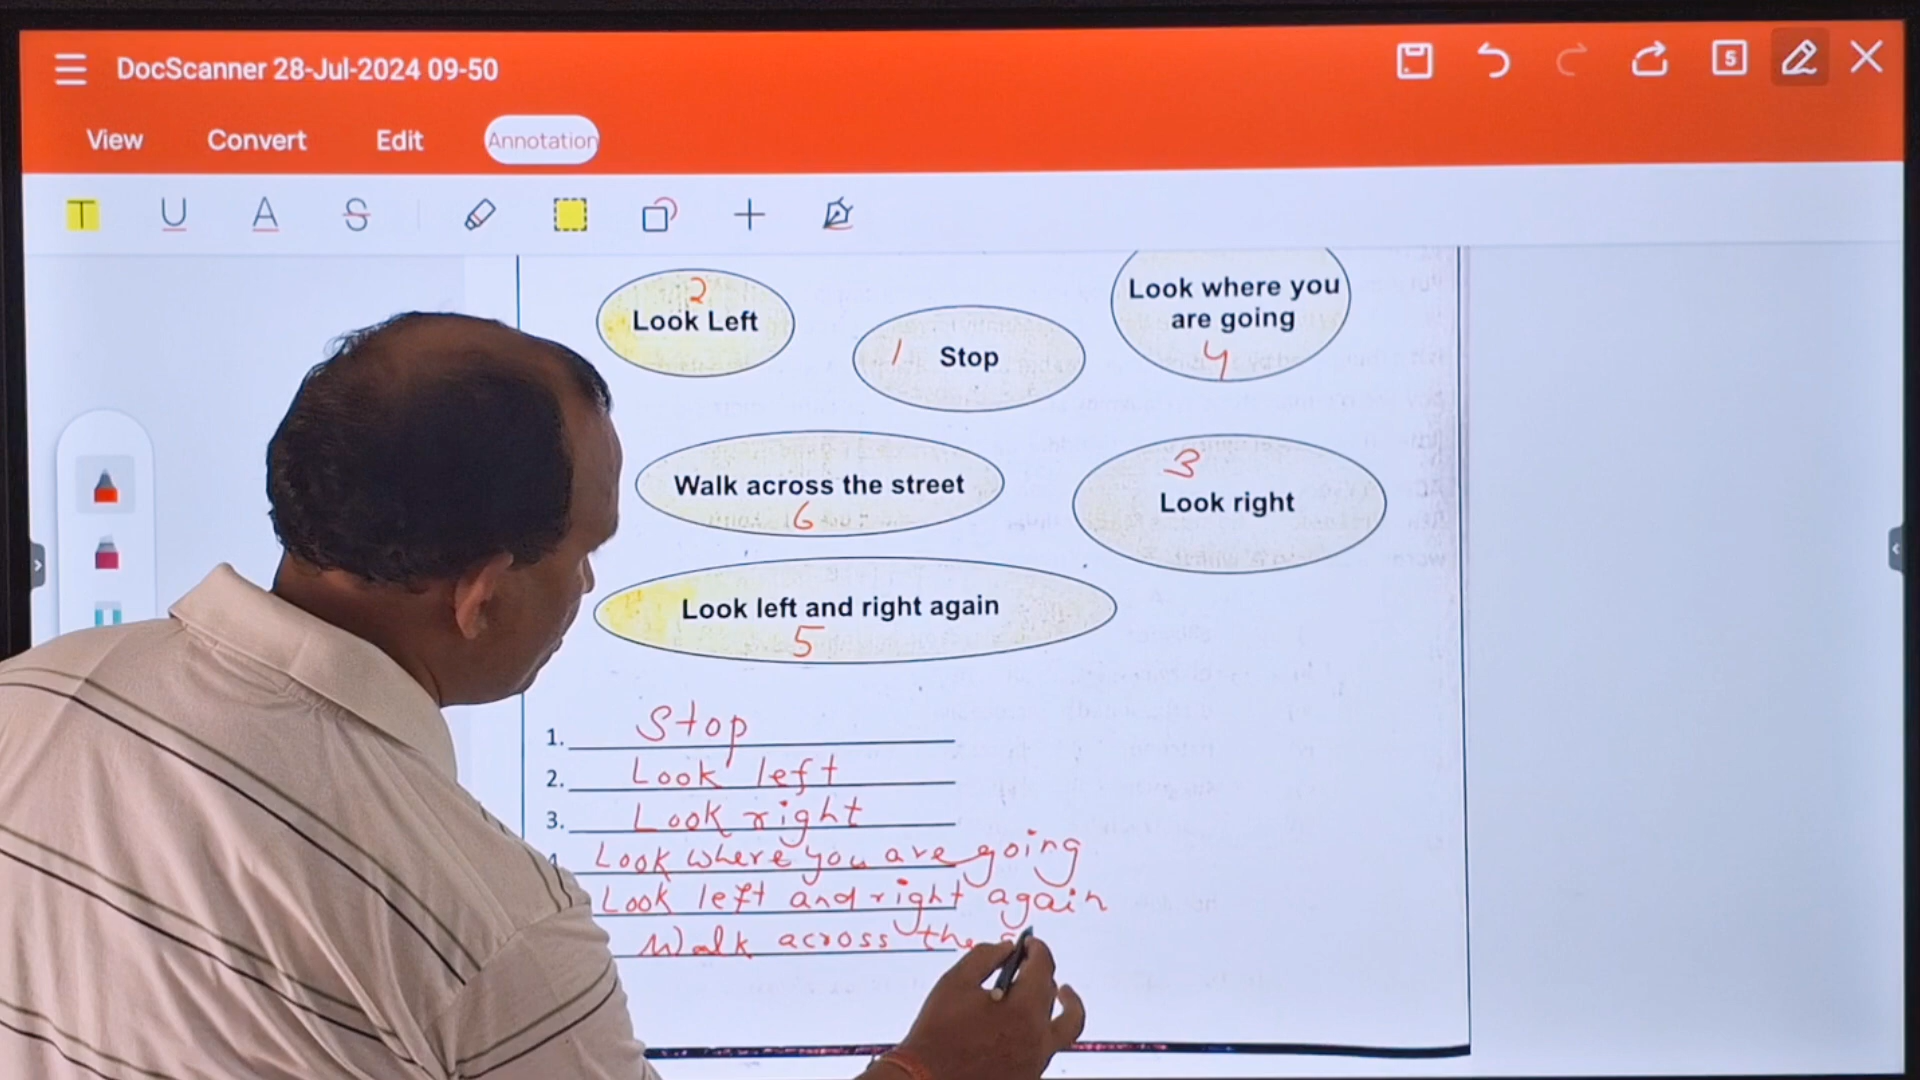 DocScanner 28-Jul-2024 09-50
5
View Convert Edit Annotation
T U A S
2
Look Left
1 Stop
Look where you
are going
4
Walk across the street
6
3
Look right
Look left and right again
5
1. Stop
2. Look left
3. Look right
Look where you are going
Look left and right again
Walk across the